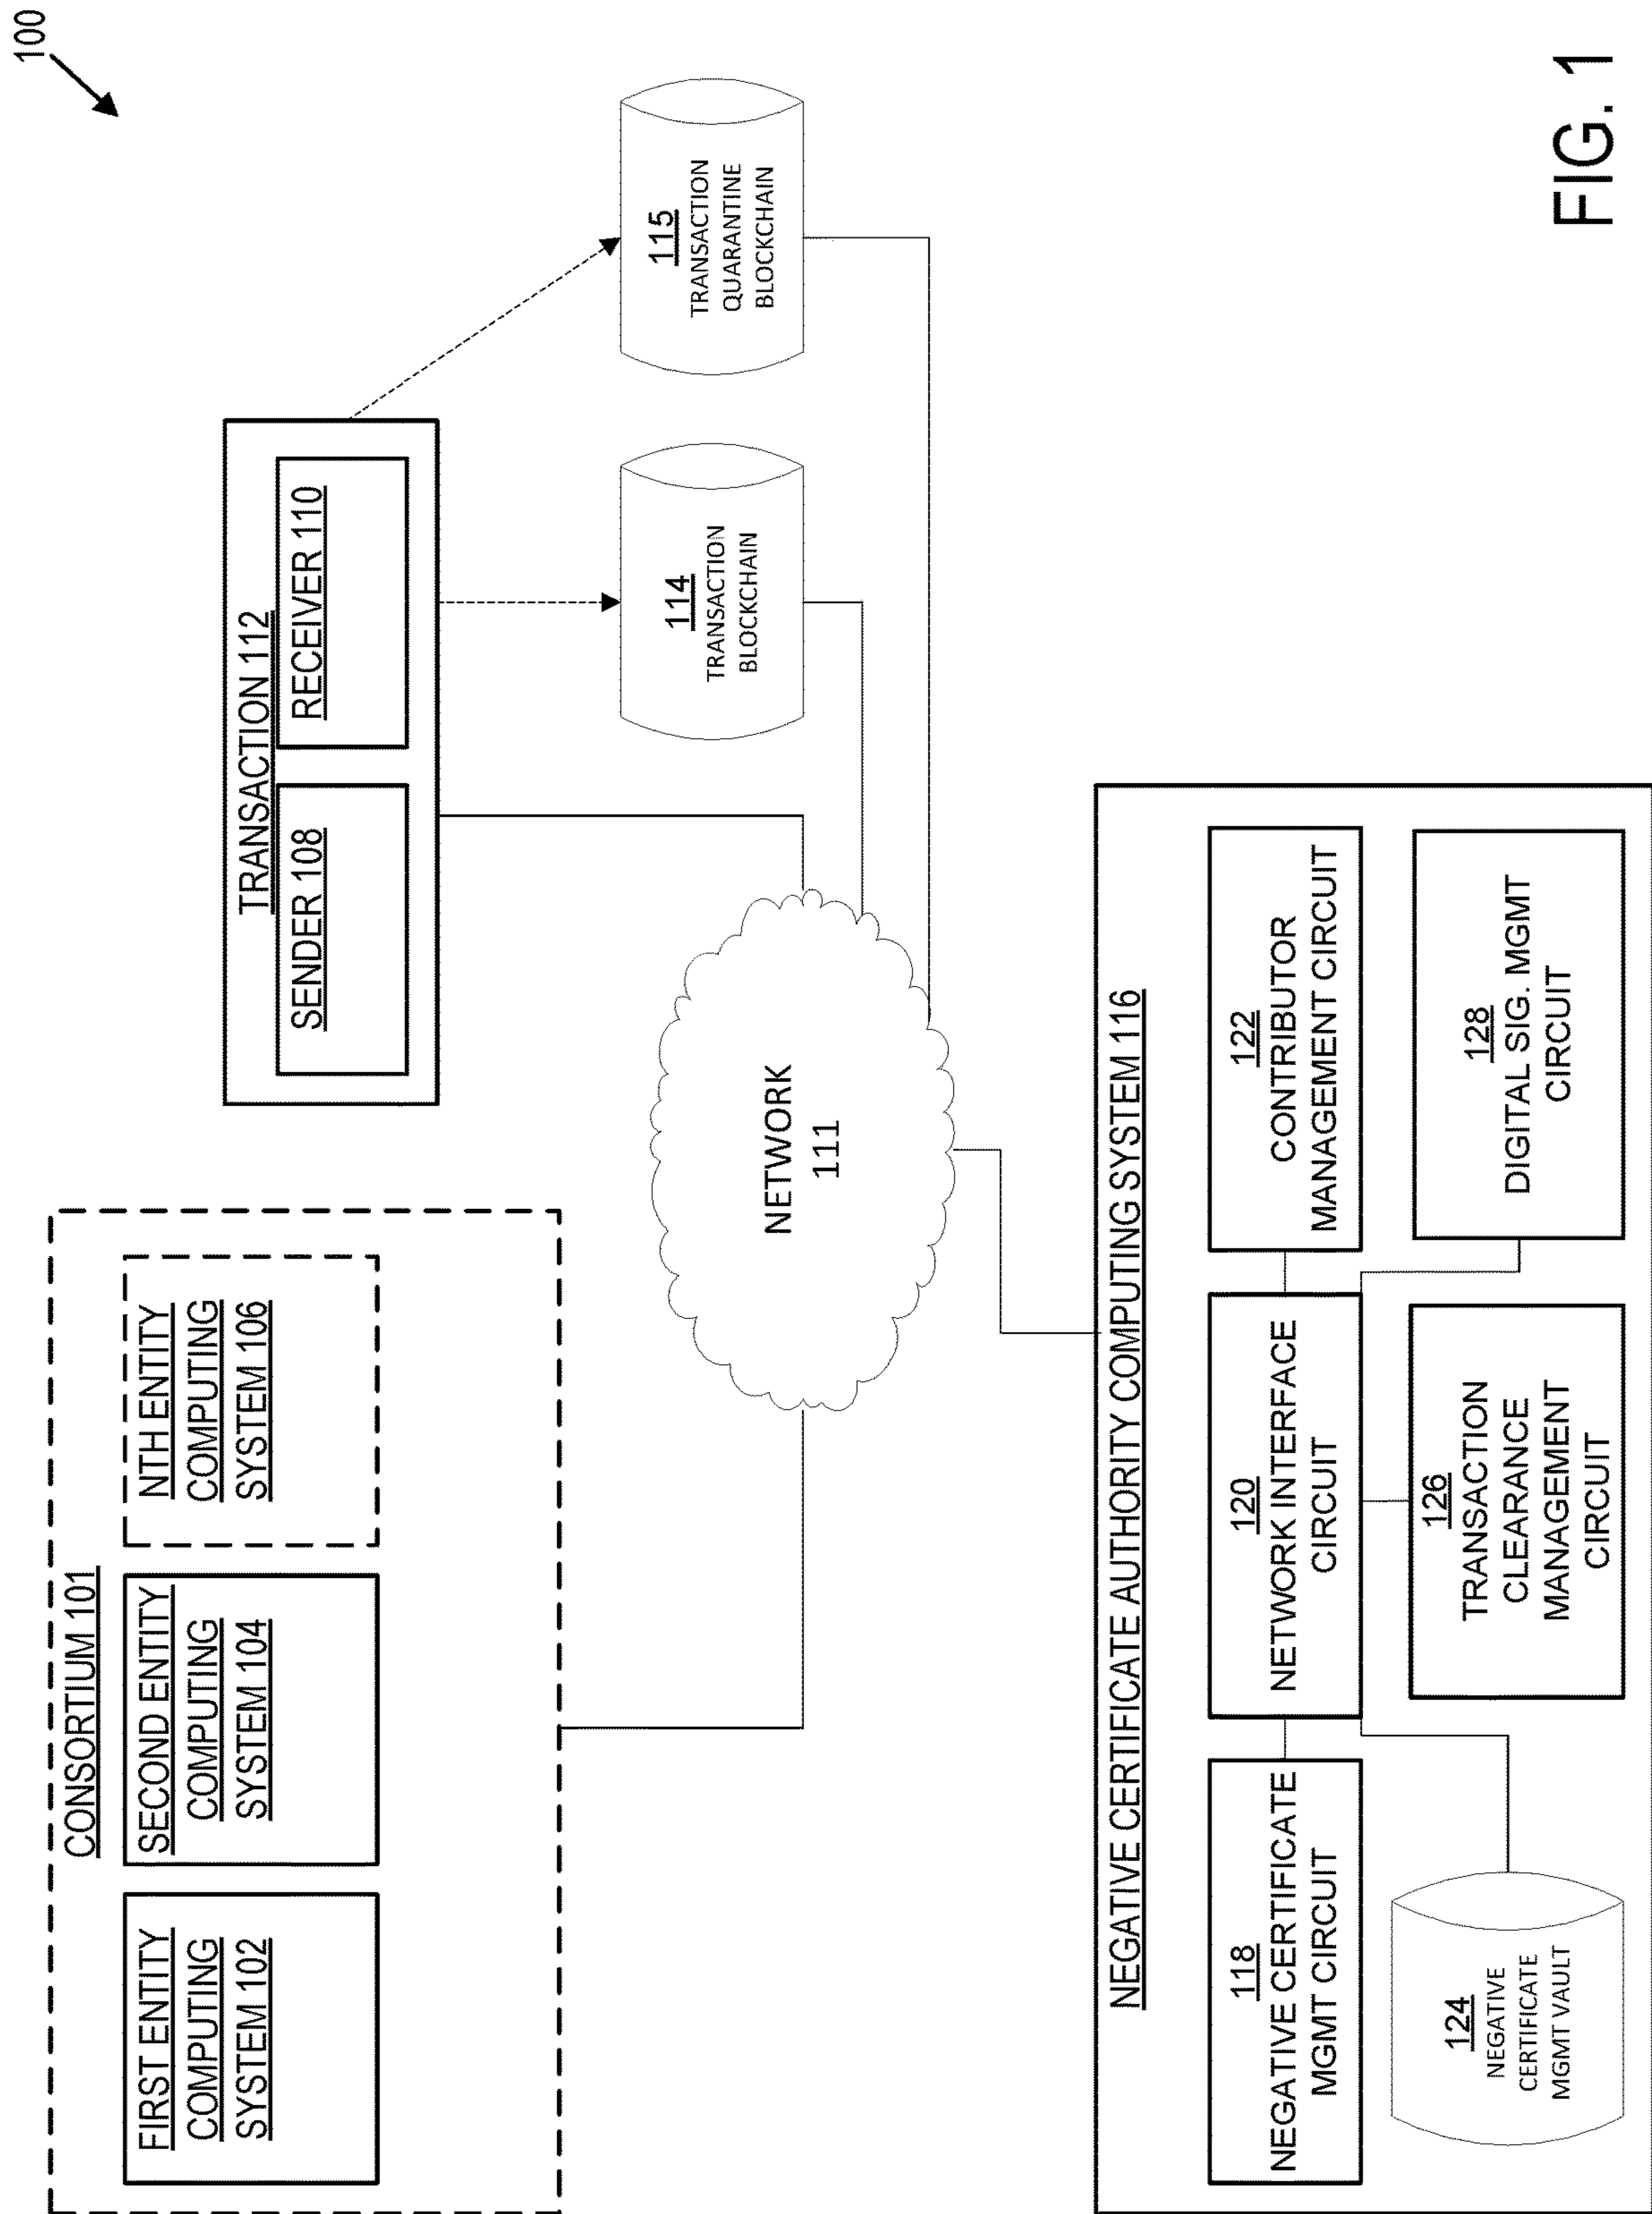 100
CONSORTIUM 101
FIRST ENTITY
COMPUTING
SYSTEM 102
SECOND ENTITY
COMPUTING
SYSTEM 104
NTH ENTITY
COMPUTING
SYSTEM 106
TRANSACTION 112
SENDER 108
RECEIVER 110
NETWORK
111
114
TRANSACTION
BLOCKCHAIN
115
TRANSACTION
QUARANTINE
BLOCKCHAIN
NEGATIVE CERTIFICATE AUTHORITY COMPUTING SYSTEM 116
118
NEGATIVE CERTIFICATE
MGMT CIRCUIT
120
NETWORK INTERFACE
CIRCUIT
122
CONTRIBUTOR
MANAGEMENT CIRCUIT
124
NEGATIVE
CERTIFICATE
MGMT VAULT
126
TRANSACTION
CLEARANCE
MANAGEMENT
CIRCUIT
128
DIGITAL SIG. MGMT
CIRCUIT
FIG. 1